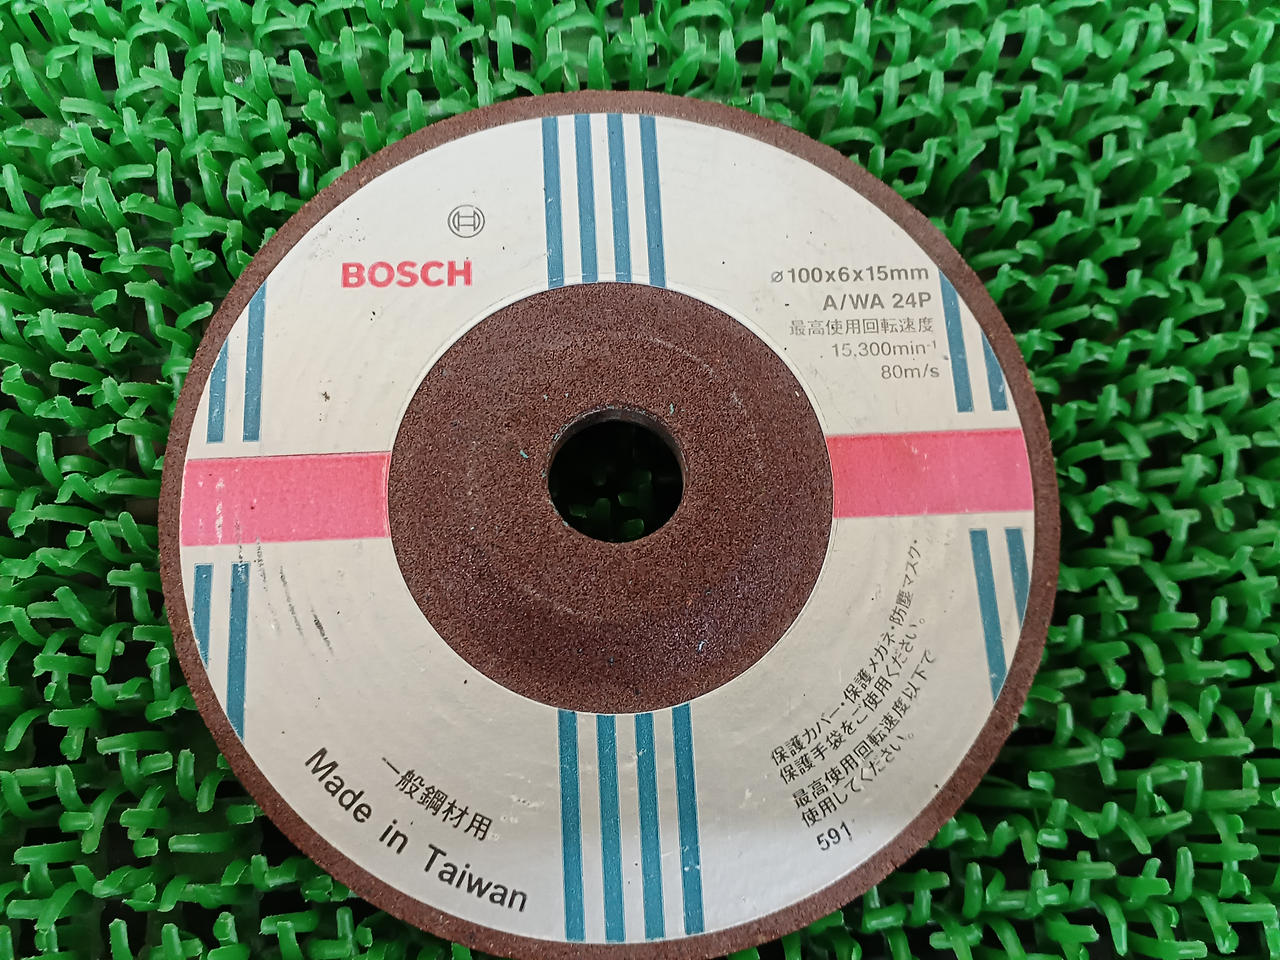 BOSCH
⌀100x6x15mm
A/WA 24P
最高使用回転速度
15,300min⁻¹
80m/s
保護カバー・保護メガネ・防塵マスク・
保護手袋をご使用ください。
最高使用回転速度以下で
使用してください。
591
一般鋼材用
Made in Taiwan